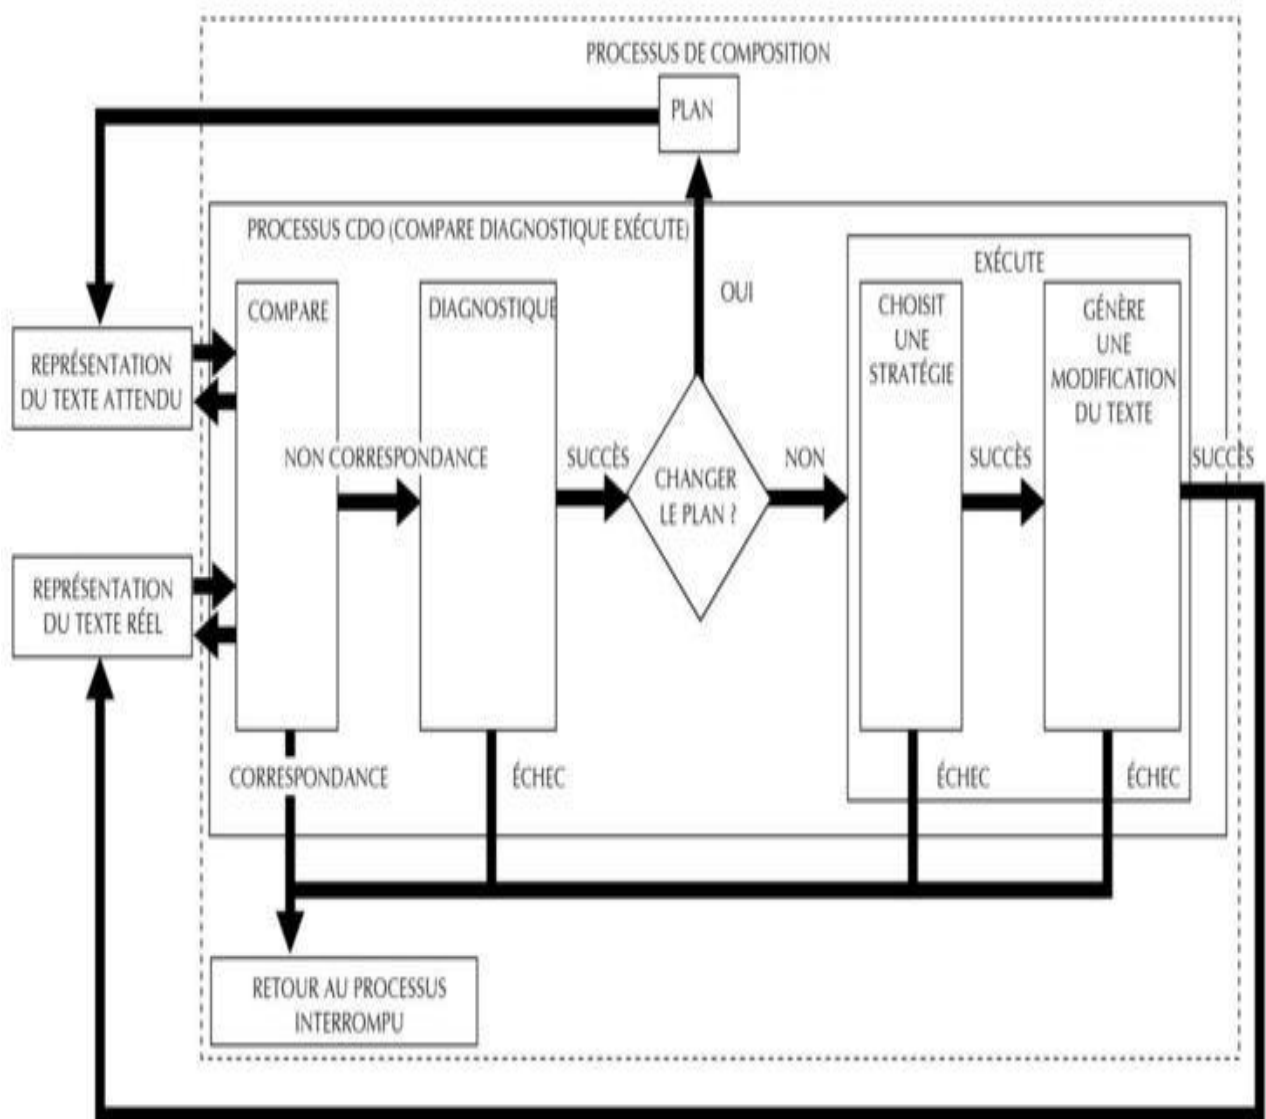 PROCESSUS DE COMPOSITION
PLAN
PROCESSUS CDO (COMPARE DIAGNOSTIQUE EXÉCUTE)
EXÉCUTE
COMPARE
DIAGNOSTIQUE
OUI
CHOISIT
UNE
STRATÉGIE
GÉNÈRE
UNE
MODIFICATION
DU TEXTE
REPRÉSENTATION
DU TEXTE ATTENDU
NON CORRESPONDANCE
SUCCÈS
CHANGER
LE PLAN ?
NON
SUCCÈS
SUCCÈS
REPRÉSENTATION
DU TEXTE RÉEL
CORRESPONDANCE
ÉCHEC
ÉCHEC
ÉCHEC
RETOUR AU PROCESSUS
INTERROMPU